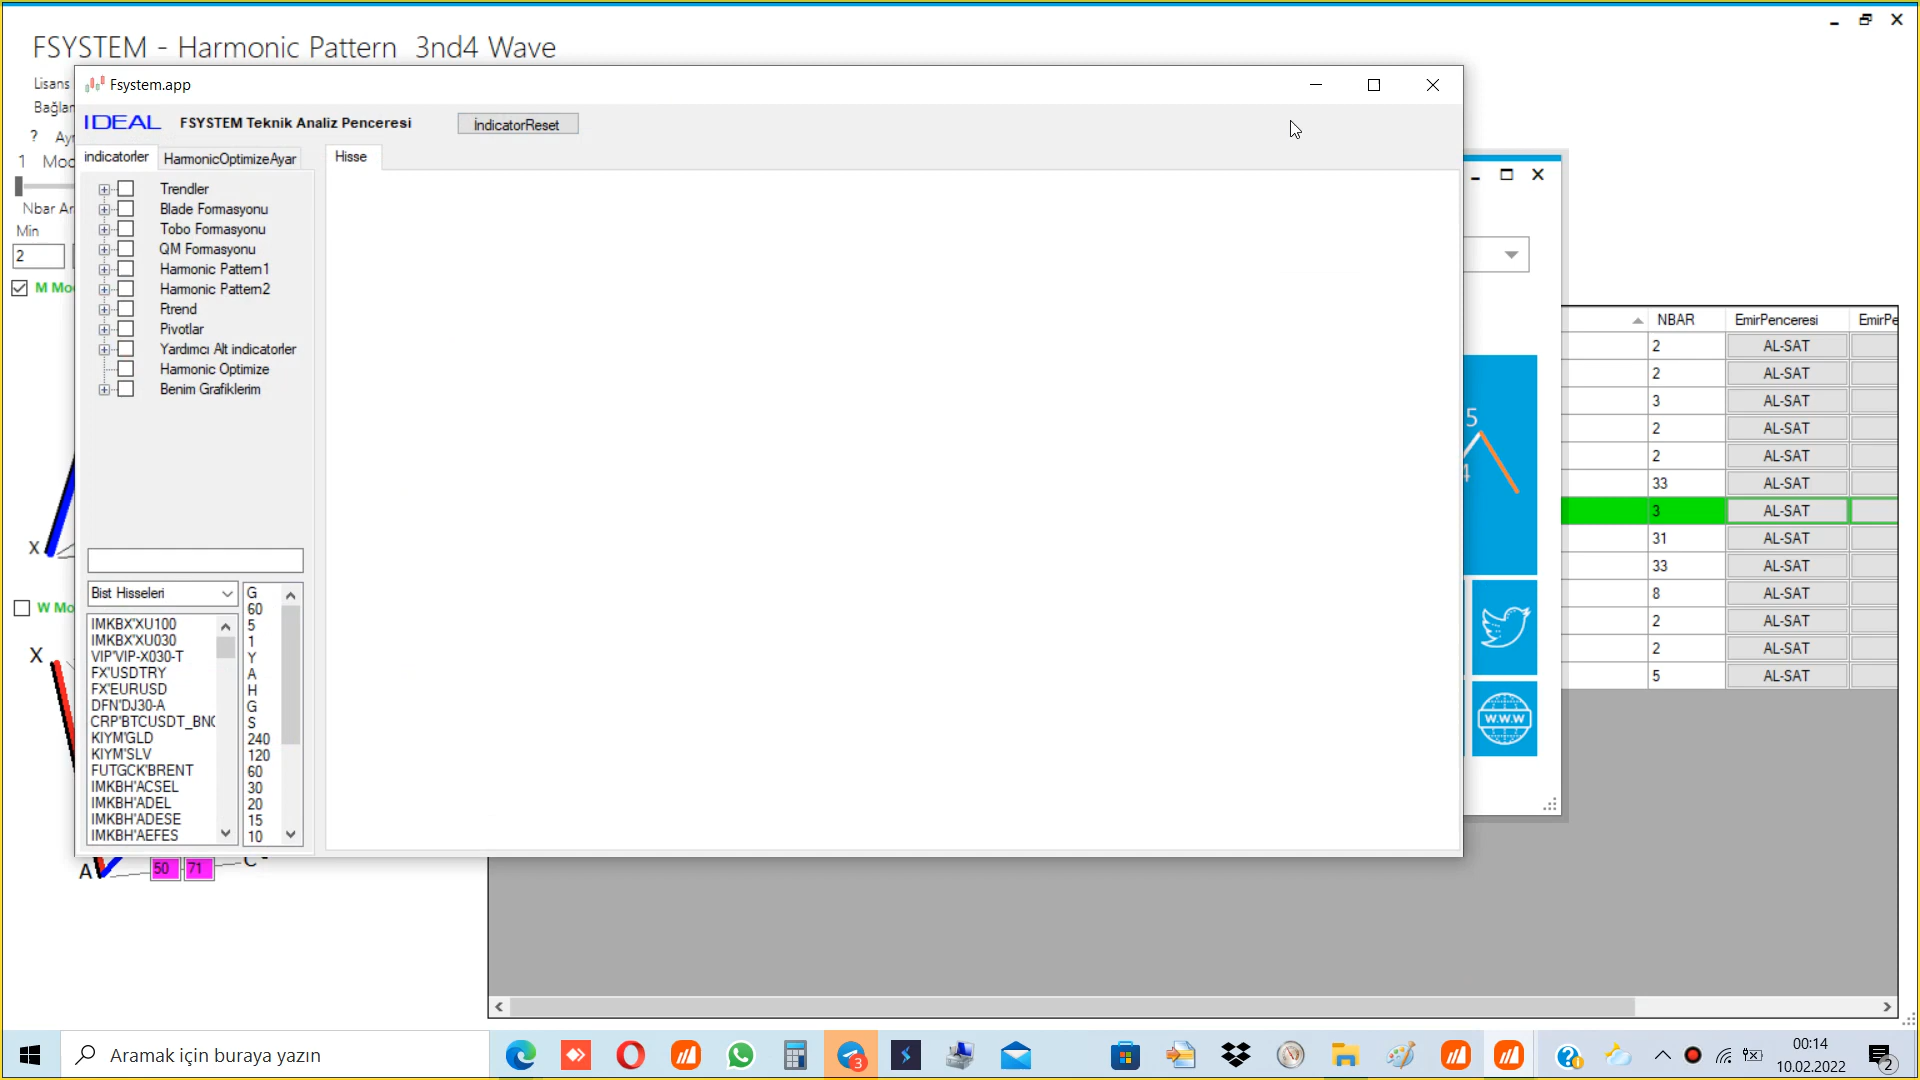 FSYSTEM - Harmonic Pattern 3nd4 Wave
Lisans
Fsystem.app
IDEAL FSYSTEM Teknik Analiz Penceresi İndicatorReset
? 
indicatorler HarmonicOptimizeAyar Hisse
1
Trendler
Blade Formasyonu
Tobo Formasyonu
QM Formasyonu
Harmonic Pattern1
Harmonic Pattern2
Ftrend
Pivotlar
Yardımcı Alt indicatorler
Harmonic Optimize
Benim Grafiklerim
Nbar
Min
2
M
X
W
X
A 50 71 C
Bist Hisseleri
IMKBX'XU100
IMKBX'XU030
VIP'VIP-X030-T
FX'USDTRY
FX'EURUSD
DFN'DJ30-A
CRP'BTCUSDT_BNC
KIYM'GLD
KIYM'SLV
FUTGCK'BRENT
IMKBH'ACSEL
IMKBH'ADEL
IMKBH'ADESE
IMKBH'AEFES
G
60
5
1
Y
A
H
G
S
240
120
60
30
20
15
10
5
4
W.W.W
NBAR EmirPenceresi EmirPe
2 AL-SAT
2 AL-SAT
3 AL-SAT
2 AL-SAT
2 AL-SAT
33 AL-SAT
3 AL-SAT
31 AL-SAT
33 AL-SAT
8 AL-SAT
2 AL-SAT
2 AL-SAT
5 AL-SAT
Aramak için buraya yazın
3
00:14
10.02.2022
2